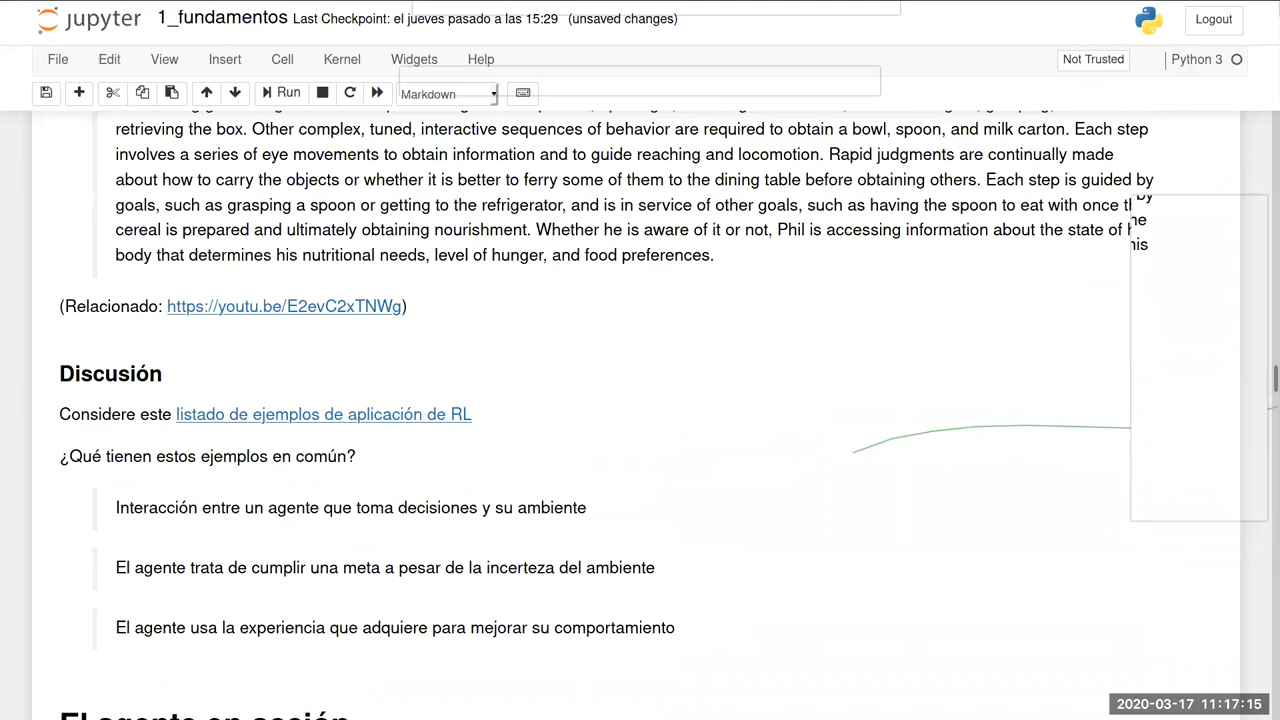 jupyter 1_fundamentos Last Checkpoint: el jueves pasado a las 15:29 (unsaved changes) Logout
File Edit View Insert Cell Kernel Widgets Help Not Trusted Python 3
Run Markdown
retrieving the box. Other complex, tuned, interactive sequences of behavior are required to obtain a bowl, spoon, and milk carton. Each step
involves a series of eye movements to obtain information and to guide reaching and locomotion. Rapid judgments are continually made
about how to carry the objects or whether it is better to ferry some of them to the dining table before obtaining others. Each step is guided by
goals, such as grasping a spoon or getting to the refrigerator, and is in service of other goals, such as having the spoon to eat with once
cereal is prepared and ultimately obtaining nourishment. Whether he is aware of it or not, Phil is accessing information about the state of
body that determines his nutritional needs, level of hunger, and food preferences.
(Relacionado: https://youtu.be/E2evC2xTNWg)
Discusión
Considere este listado de ejemplos de aplicación de RL
¿Qué tienen estos ejemplos en común?
Interacción entre un agente que toma decisiones y su ambiente
El agente trata de cumplir una meta a pesar de la incerteza del ambiente
El agente usa la experiencia que adquiere para mejorar su comportamiento
El agente en acción
2020-03-17 11:17:15